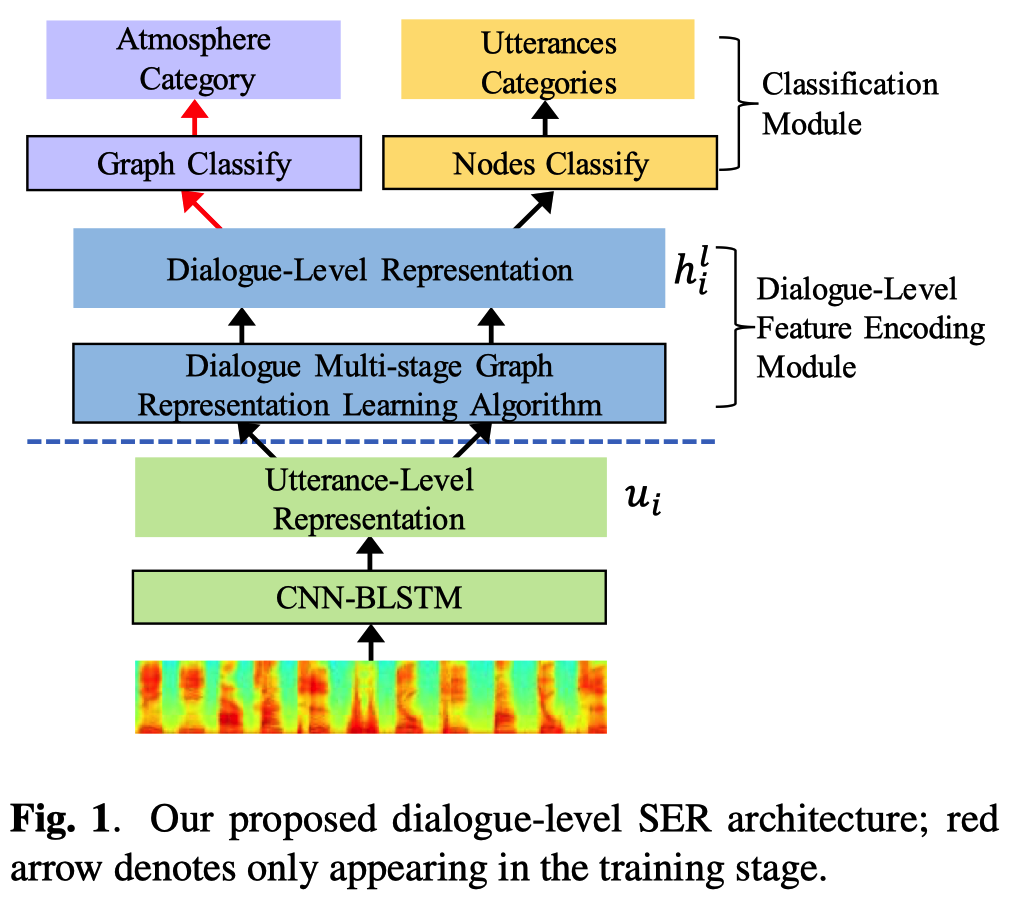 Atmosphere
Category
Utterances
Categories
Classification
Module
Graph Classify
Nodes Classify
Dialogue-Level Representation
h_i^l
Dialogue-Level
Feature Encoding
Module
Dialogue Multi-stage Graph
Representation Learning Algorithm
Utterance-Level
Representation
u_i
CNN-BLSTM
Fig. 1. Our proposed dialogue-level SER architecture; red
arrow denotes only appearing in the training stage.